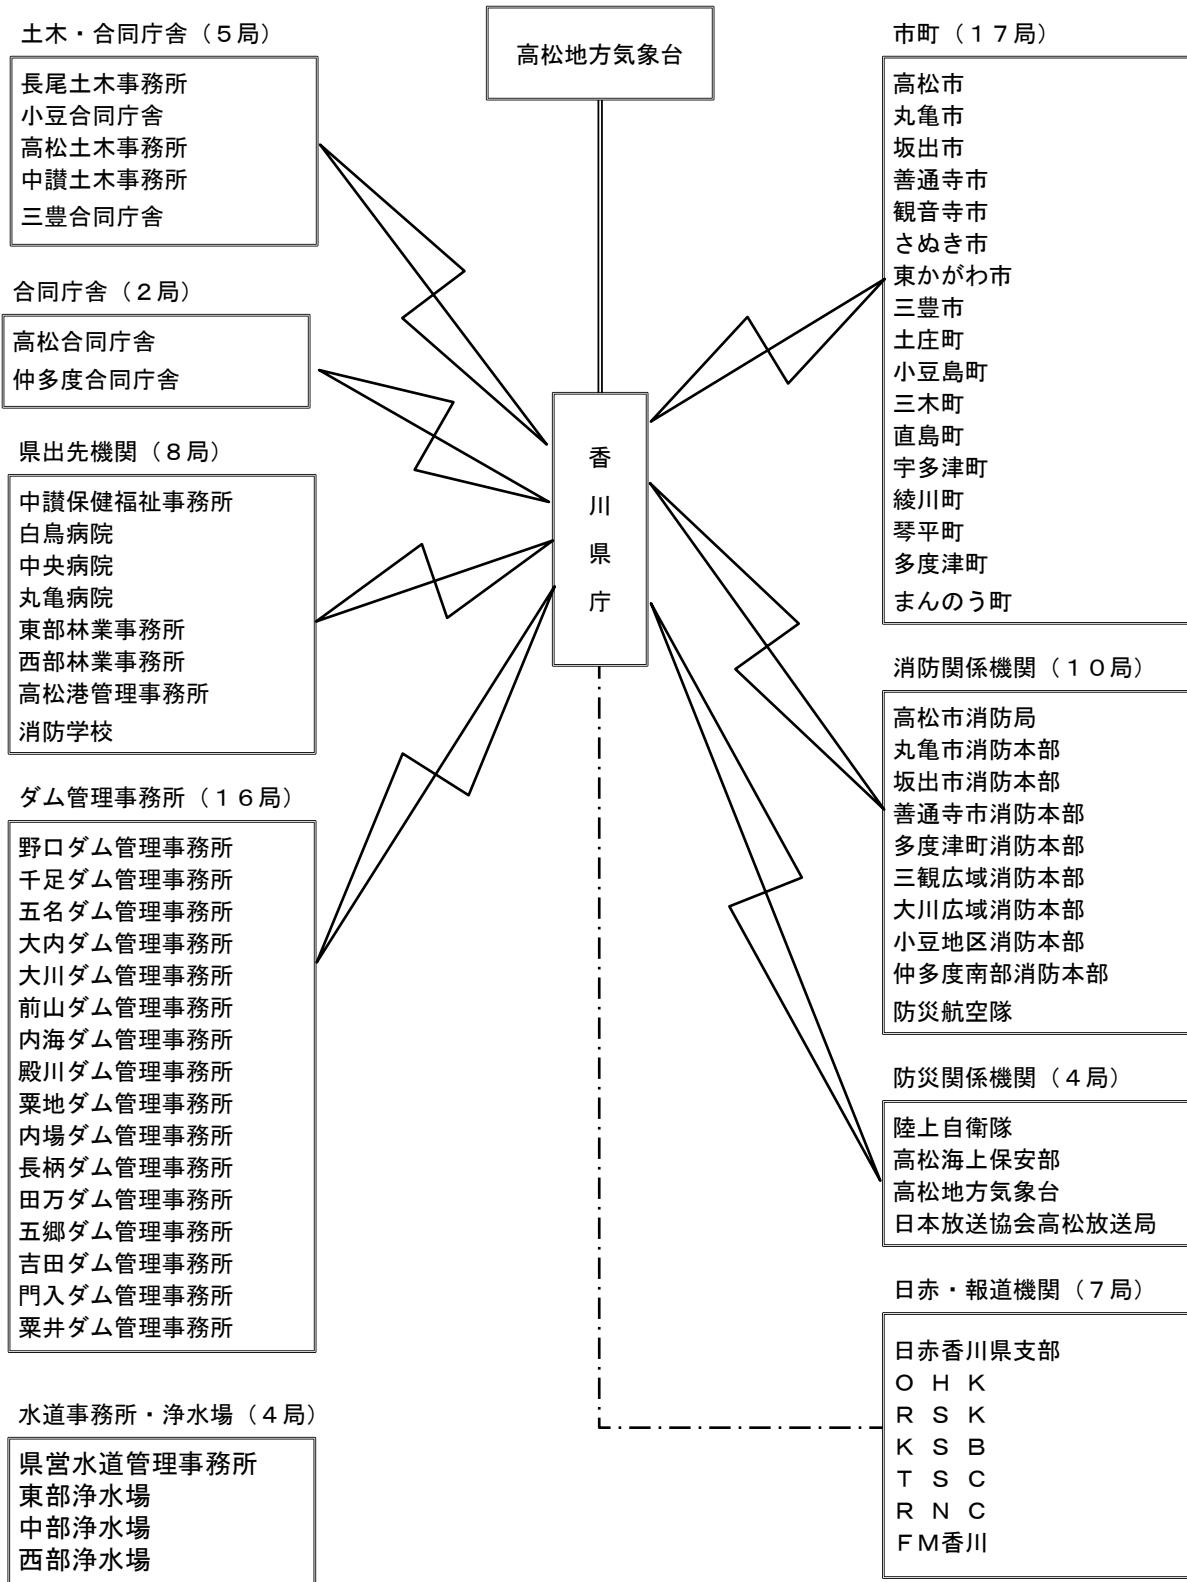 高松地方気象台
土木・合同庁舎（５局）
長尾土木事務所
小豆合同庁舎
高松土木事務所
中讃土木事務所
三豊合同庁舎
合同庁舎（２局）
高松合同庁舎
仲多度合同庁舎
県出先機関（８局）
中讃保健福祉事務所
白鳥病院
中央病院
丸亀病院
東部林業事務所
西部林業事務所
高松港管理事務所
消防学校
ダム管理事務所（１６局）
野口ダム管理事務所
千足ダム管理事務所
五名ダム管理事務所
大内ダム管理事務所
大川ダム管理事務所
前山ダム管理事務所
内海ダム管理事務所
殿川ダム管理事務所
粟地ダム管理事務所
内場ダム管理事務所
長柄ダム管理事務所
田万ダム管理事務所
五郷ダム管理事務所
吉田ダム管理事務所
門入ダム管理事務所
粟井ダム管理事務所
水道事務所・浄水場（４局）
県営水道管理事務所
東部浄水場
中部浄水場
西部浄水場
香川県庁
市町（１７局）
高松市
丸亀市
坂出市
善通寺市
観音寺市
さぬき市
東かがわ市
三豊市
土庄町
小豆島町
三木町
直島町
宇多津町
綾川町
琴平町
多度津町
まんのう町
消防関係機関（１０局）
高松市消防局
丸亀市消防本部
坂出市消防本部
善通寺市消防本部
多度津町消防本部
三観広域消防本部
大川広域消防本部
小豆地区消防本部
仲多度南部消防本部
防災航空隊
防災関係機関（４局）
陸上自衛隊
高松海上保安部
高松地方気象台
日本放送協会高松放送局
日赤・報道機関（７局）
日赤香川県支部
Ｏ Ｈ Ｋ
Ｒ Ｓ Ｋ
Ｋ Ｓ Ｂ
Ｔ Ｓ Ｃ
Ｒ Ｎ Ｃ
ＦＭ香川